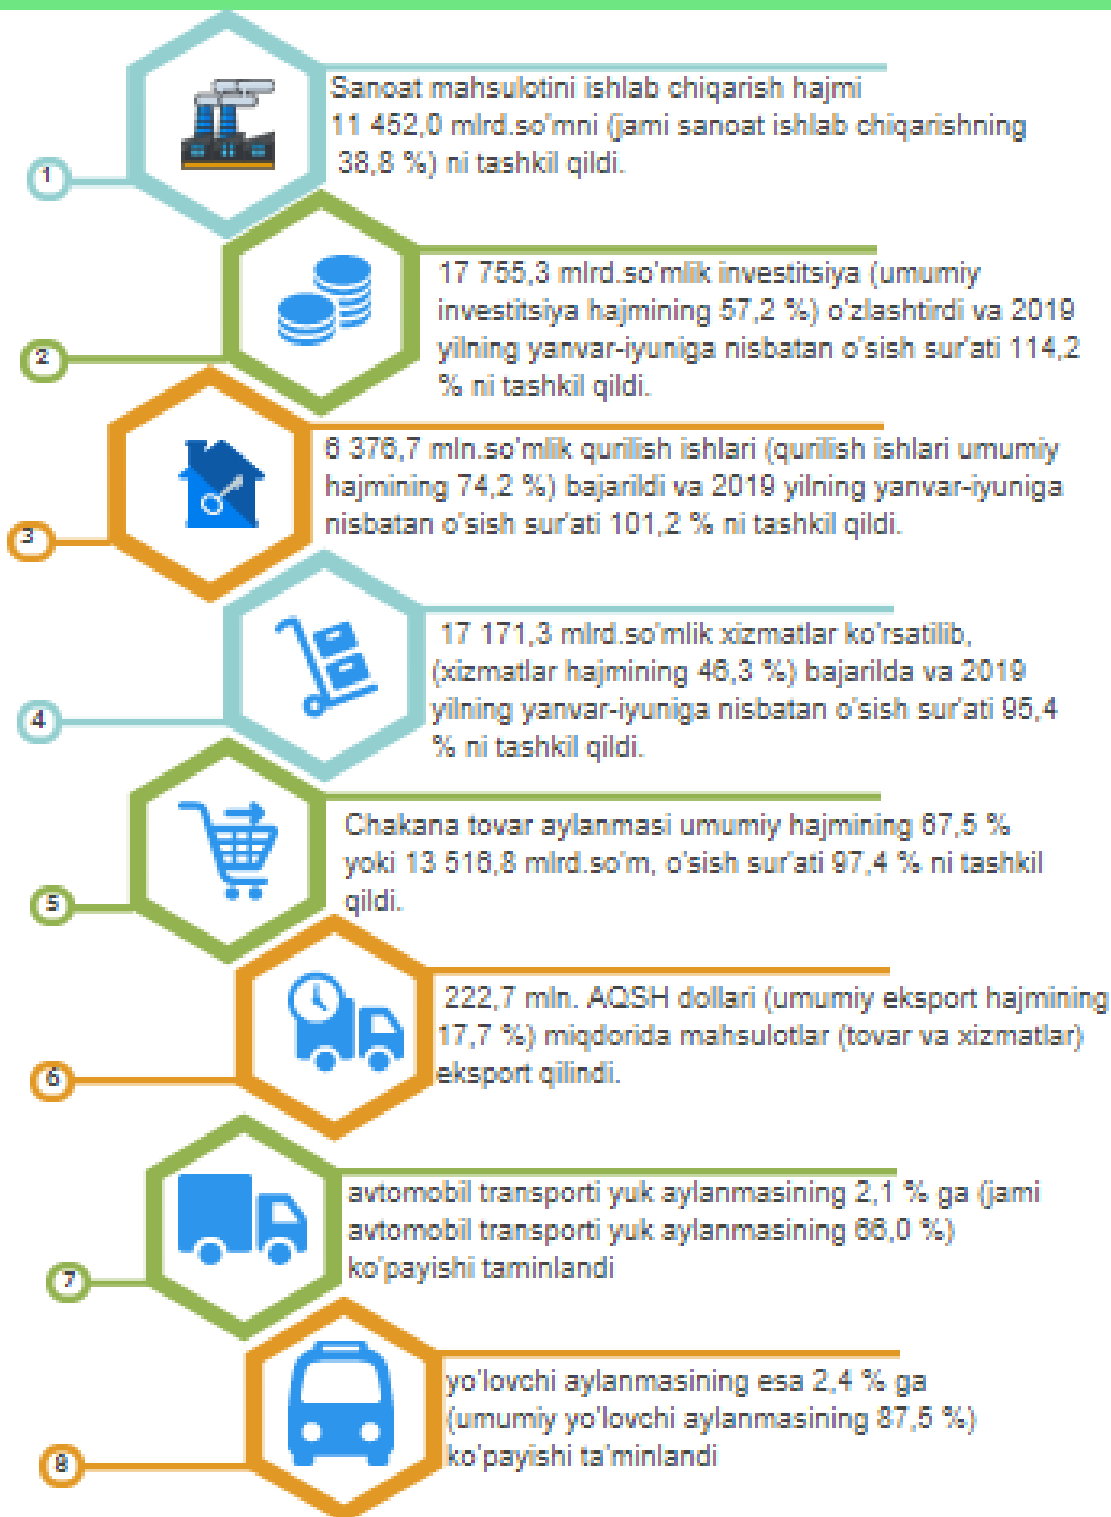 1
Sanoat mahsulotini ishlab chiqarish hajmi
11 452,0 mlrd.so'mni (jami sanoat ishlab chiqarishning
38,8 %) ni tashkil qildi.
2
17 755,3 mlrd.so'mlik investitsiya (umumiy
investitsiya hajmining 57,2 %) o'zlashtirdi va 2019
yilning yanvar-iyuniga nisbatan o'sish sur'ati 114,2
% ni tashkil qildi.
3
6 376,7 mln.so'mlik qurilish ishlari (qurilish ishlari umumiy
hajmining 74,2 %) bajarildi va 2019 yilning yanvar-iyuniga
nisbatan o'sish sur'ati 101,2 % ni tashkil qildi.
4
17 171,3 mlrd.so'mlik xizmatlar ko'rsatilib,
(xizmatlar hajmining 46,3 %) bajarilda va 2019
yilning yanvar-iyuniga nisbatan o'sish sur'ati 95,4
% ni tashkil qildi.
5
Chakana tovar aylanmasi umumiy hajmining 67,5 %
yoki 13 516,8 mlrd.so'm, o'sish sur'ati 97,4 % ni tashkil
qildi.
6
222,7 mln. AQSH dollari (umumiy eksport hajmining
17,7 %) miqdorida mahsulotlar (tovar va xizmatlar)
eksport qilindi.
7
avtomobil transporti yuk aylanmasining 2,1 % ga (jami
avtomobil transporti yuk aylanmasining 66,0 %)
ko'payishi taminlandi
8
yo'lovchi aylanmasining esa 2,4 % ga
(umumiy yo'lovchi aylanmasining 87,5 %)
ko'payishi ta'minlandi